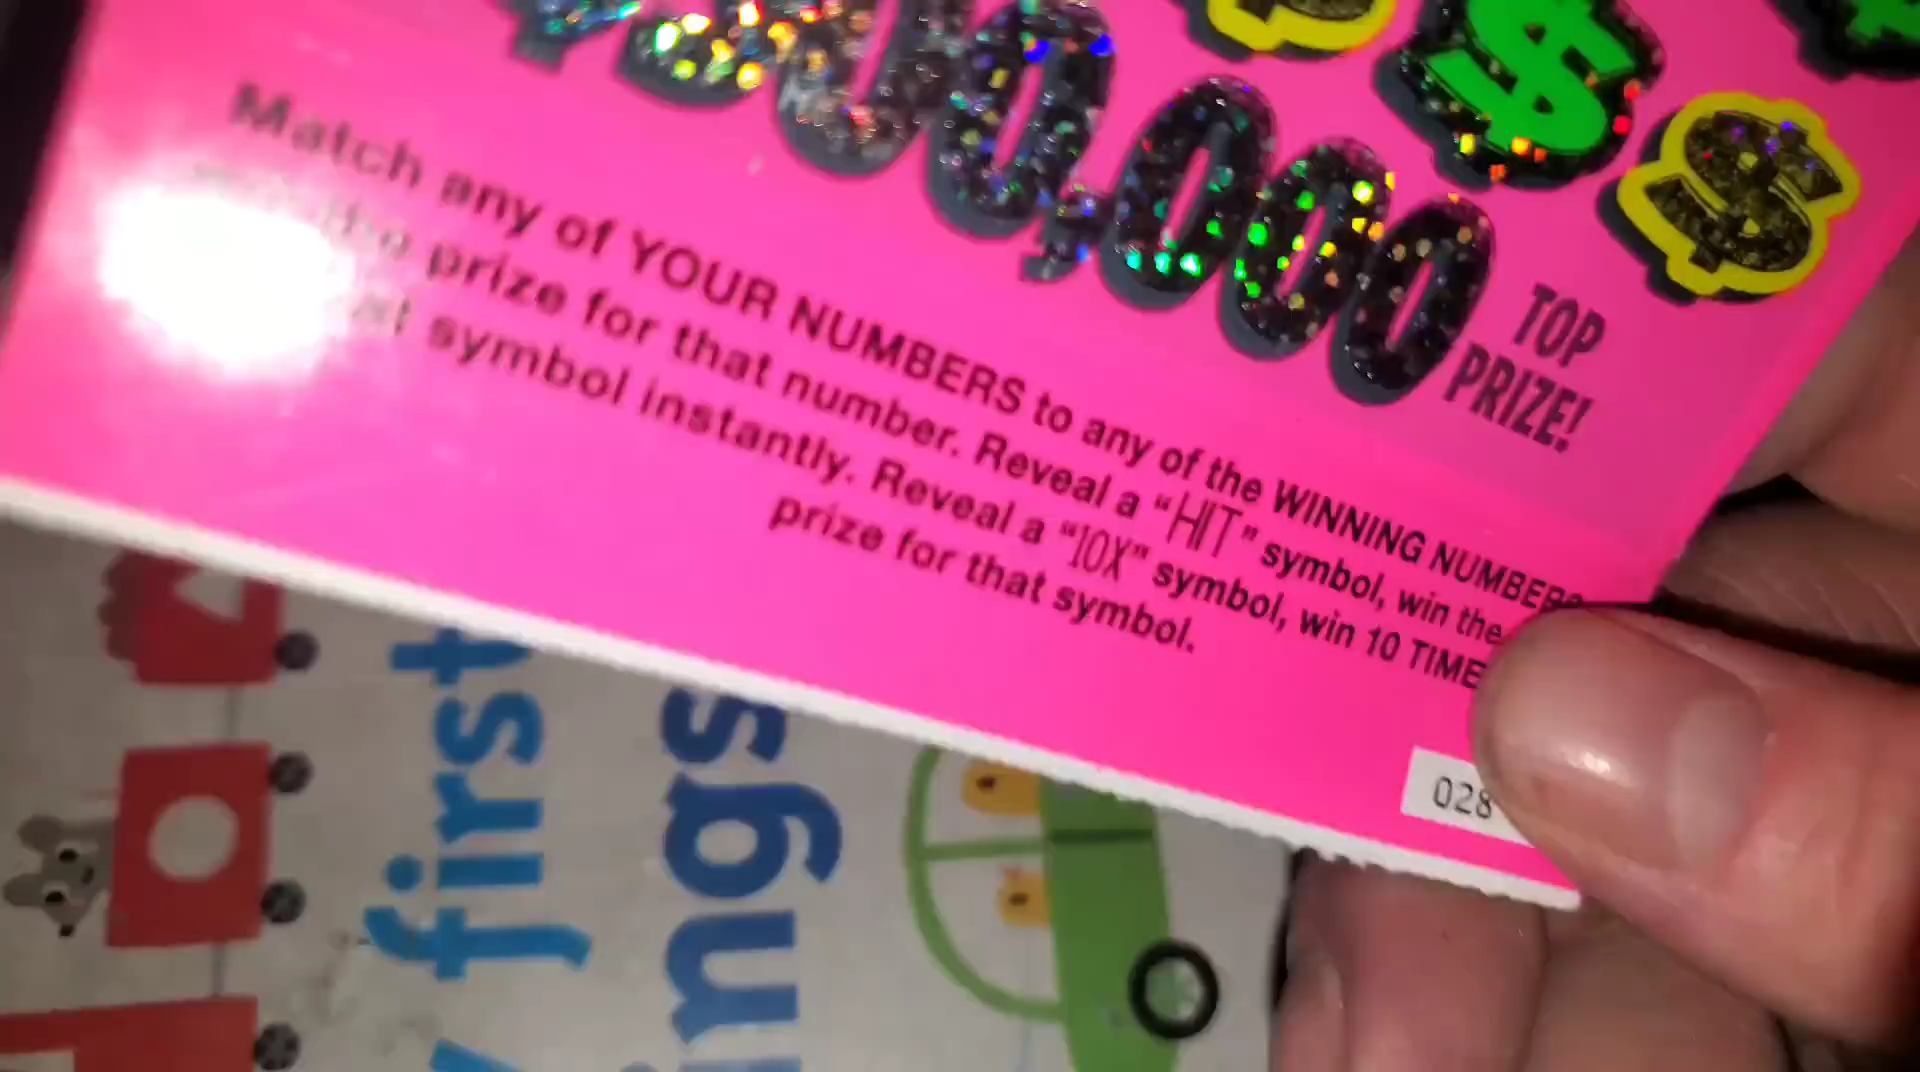 00,000
TOP
PRIZE!
Match any of YOUR NUMBERS to any of the WINNING NUMBERS
the prize for that number. Reveal a “HIT” symbol, win the
symbol instantly. Reveal a “10X” symbol, win 10 TIME
prize for that symbol.
028
first
ngs